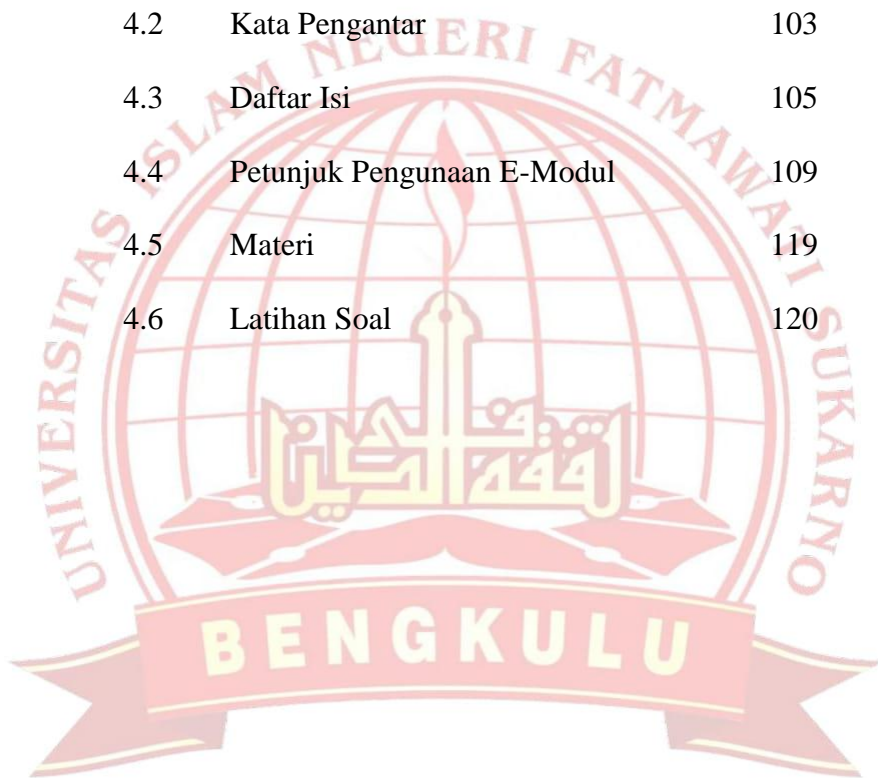 4.2 Kata Pengantar 103
4.3 Daftar Isi 105
4.4 Petunjuk Pengunaan E-Modul 109
4.5 Materi 119
4.6 Latihan Soal 120
UNIVERSITAS ISLAM NEGERI FATMAWATI SUKARNO
BENGKULU